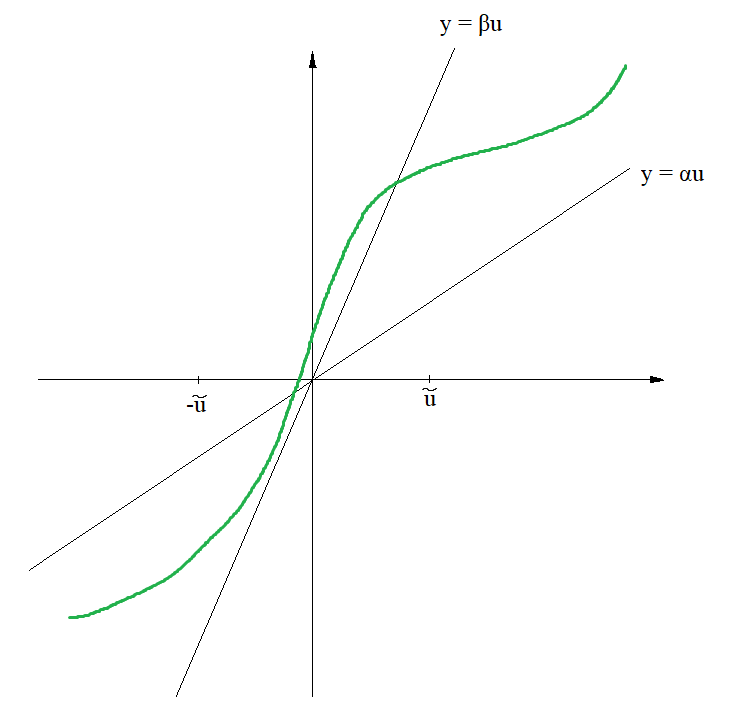 y = βu
y = αu
-ũ
ũ